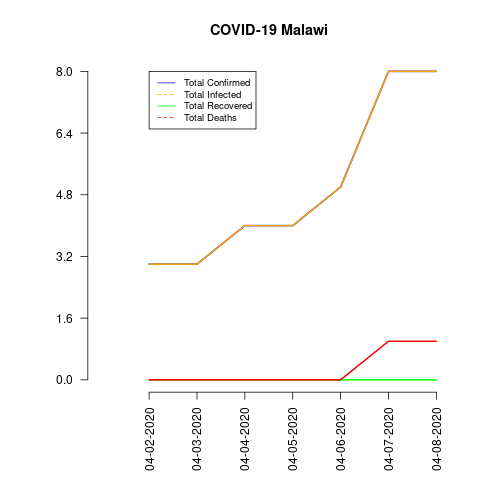 COVID-19 Malawi
8.0
6.4
4.8
3.2
1.6
0.0
Total Confirmed
Total Infected
Total Recovered
Total Deaths
04-02-2020
04-03-2020
04-04-2020
04-05-2020
04-06-2020
04-07-2020
04-08-2020